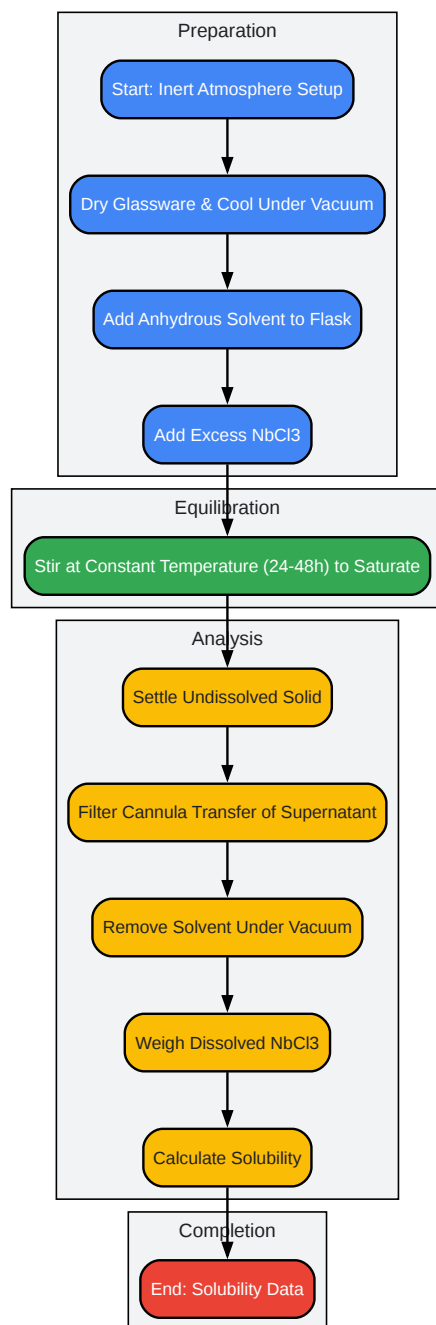 Preparation
Start: Inert Atmosphere Setup
Dry Glassware & Cool Under Vacuum
Add Anhydrous Solvent to Flask
Add Excess NbCl3
Equilibration
Stir at Constant Temperature (24-48h) to Saturate
Analysis
Settle Undissolved Solid
Filter Cannula Transfer of Supernatant
Remove Solvent Under Vacuum
Weigh Dissolved NbCl3
Calculate Solubility
Completion
End: Solubility Data